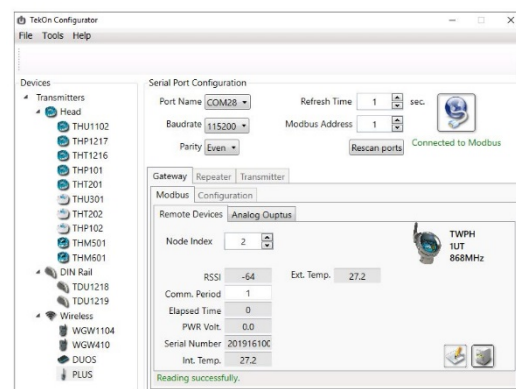 TekOn Configurator
File Tools Help
Devices
Transmitters
Head
THU1102
THP1217
THT1216
THP101
THT201
THU301
THT202
THP102
THM501
THM601
DIN Rail
TDU1218
TDU1219
Wireless
WGW1104
WGW410
DUOS
PLUS
Serial Port Configuration
Port Name COM28 Refresh Time 1 sec.
Baudrate 115200 Modbus Address 1
Parity Even Rescan ports Connected to Modbus
Gateway Repeater Transmitter
Modbus Configuration
Remote Devices Analog Ouptus
Node Index 2
TWPH
1UT
868MHz
RSSI -64 Ext. Temp. 27.2
Comm. Period 1
Elapsed Time 0
PWR Volt. 0.0
Serial Number 20191610C
Int. Temp. 27.2
Reading successfully.